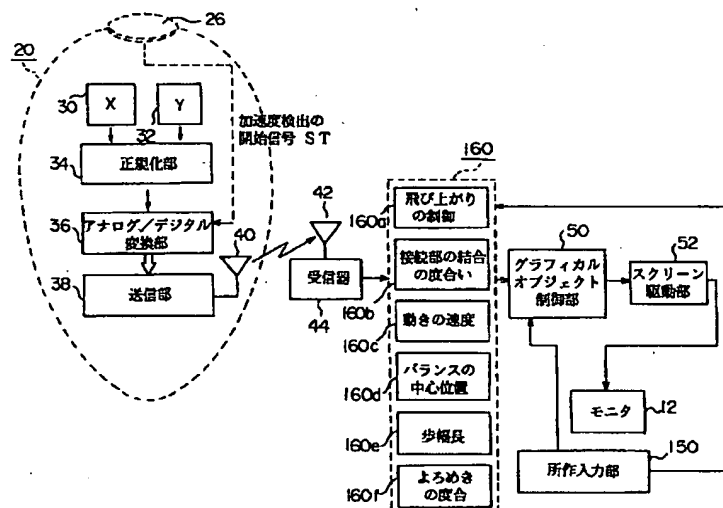 26
20
30
X
Y
32
加速度検出の
開始信号 ST
34
正規化部
36
アナログ/デジタル
変換部
38
送信部
40
42
受信器
44
160
160a
飛び上がり
の制御
160b
接続部の結合
の度合い
160c
動きの速度
160d
バランスの
中心位置
160e
歩幅長
160f
よろめき
の度合
50
グラフィカル
オブジェクト
制御部
52
スクリーン
駆動部
モニタ
12
150
所作入力部